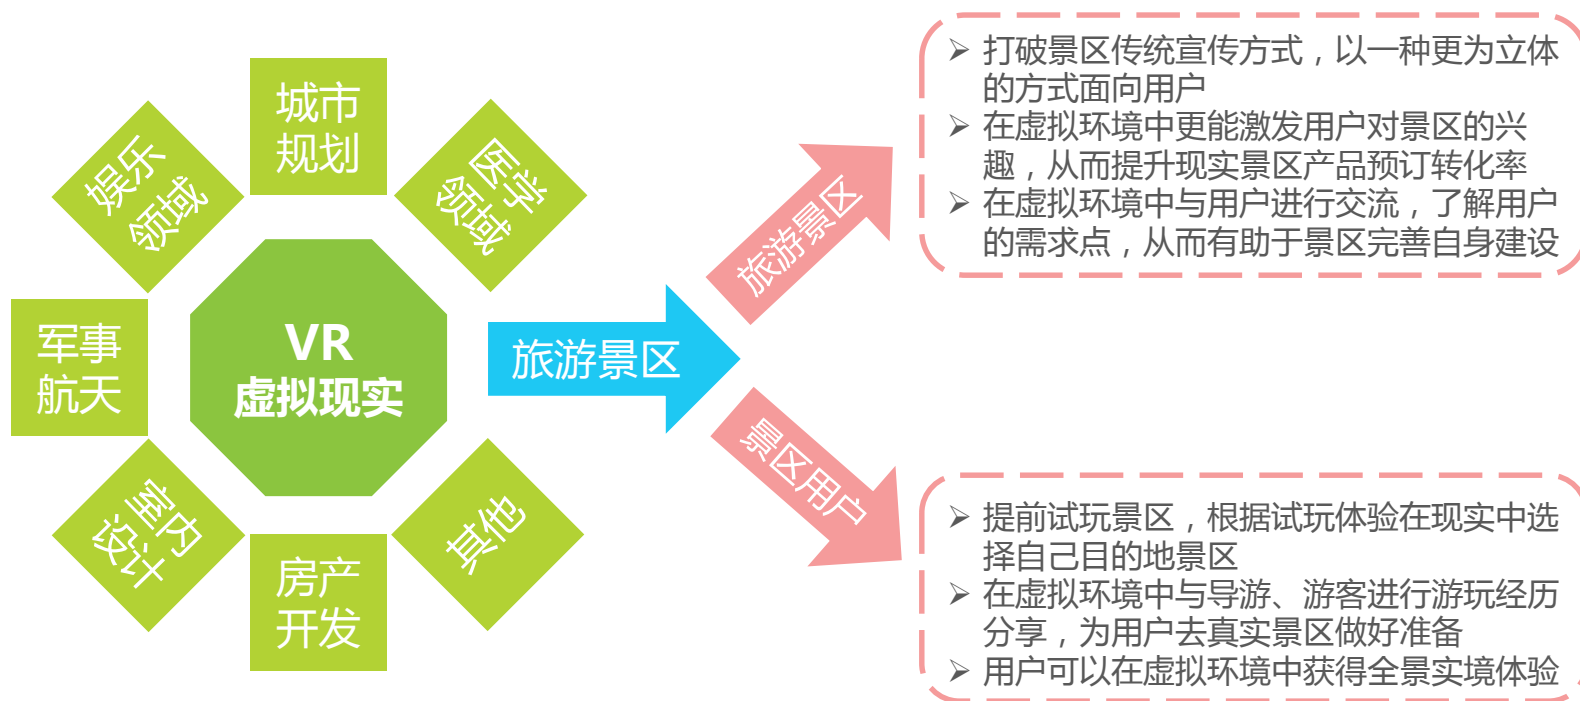 城市
规划
娱乐
领域
医学
领域
军事
航天
VR
虚拟现实
室内
设计
房产
开发
其他
旅游景区
旅游景区
➢ 打破景区传统宣传方式，以一种更为立体
的方式面向用户
➢ 在虚拟环境中更能激发用户对景区的兴
趣，从而提升现实景区产品预订转化率
➢ 在虚拟环境中与用户进行交流，了解用户
的需求点，从而有助于景区完善自身建设
景区用户
➢ 提前试玩景区，根据试玩体验在现实中选
择自己目的地景区
➢ 在虚拟环境中与导游、游客进行游玩经历
分享，为用户去真实景区做好准备
➢ 用户可以在虚拟环境中获得全景实境体验